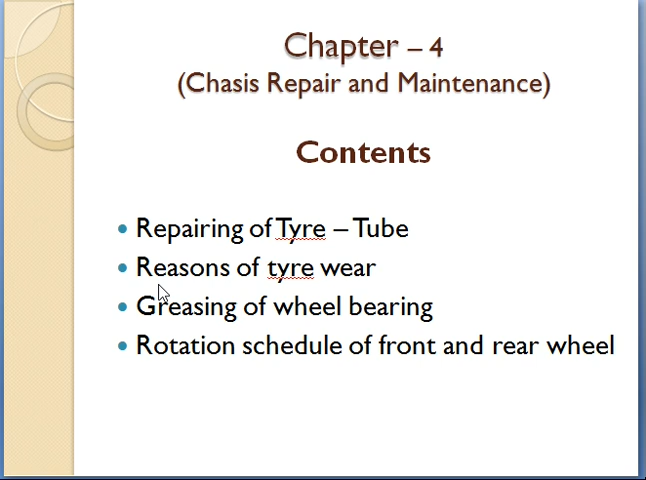 Chapter – 4
(Chasis Repair and Maintenance)
Contents
• Repairing of Tyre – Tube
• Reasons of tyre wear
• Greasing of wheel bearing
• Rotation schedule of front and rear wheel